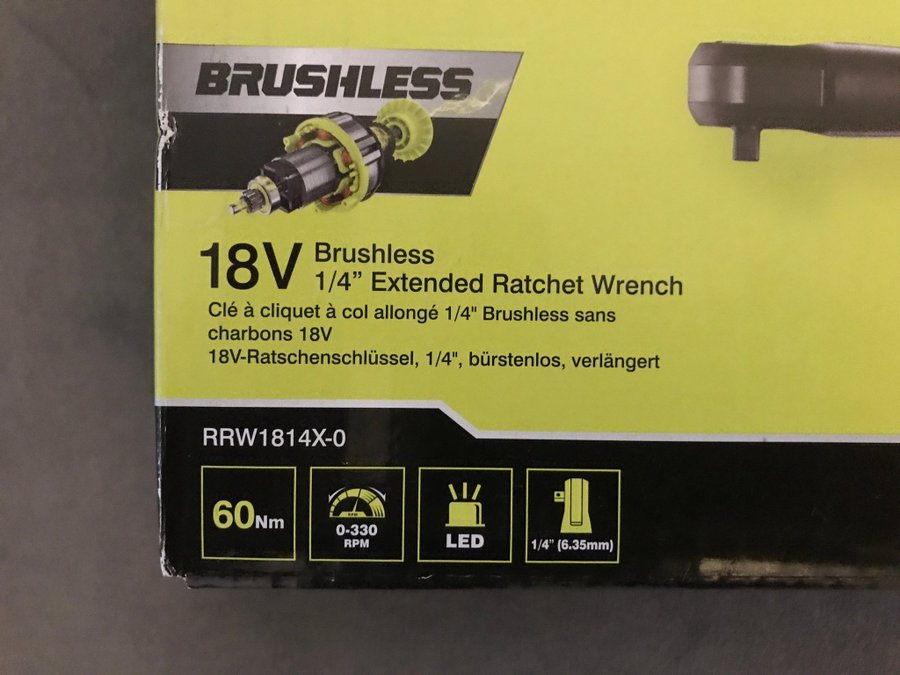 BRUSHLESS
18V Brushless
1/4” Extended Ratchet Wrench
Clé à cliquet à col allongé 1/4" Brushless sans
charbons 18V
18V-Ratschenschlüssel, 1/4", bürstenlos, verlängert
RRW1814X-0
60Nm
0-330
RPM
LED
1/4” (6.35mm)